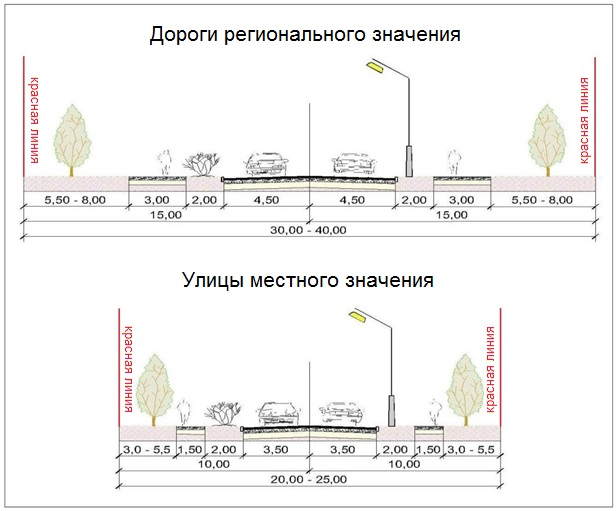 Дороги регионального значения
красная линия
красная линия
5,50 - 8,00 3,00 2,00 4,50 4,50 2,00 3,00 5,50 - 8,00
15,00 15,00
30,00 - 40,00
Улицы местного значения
красная линия
красная линия
3,0 - 5,5 1,50 2,00 3,50 3,50 2,00 1,50 3,0 - 5,5
10,00 10,00
20,00 - 25,00